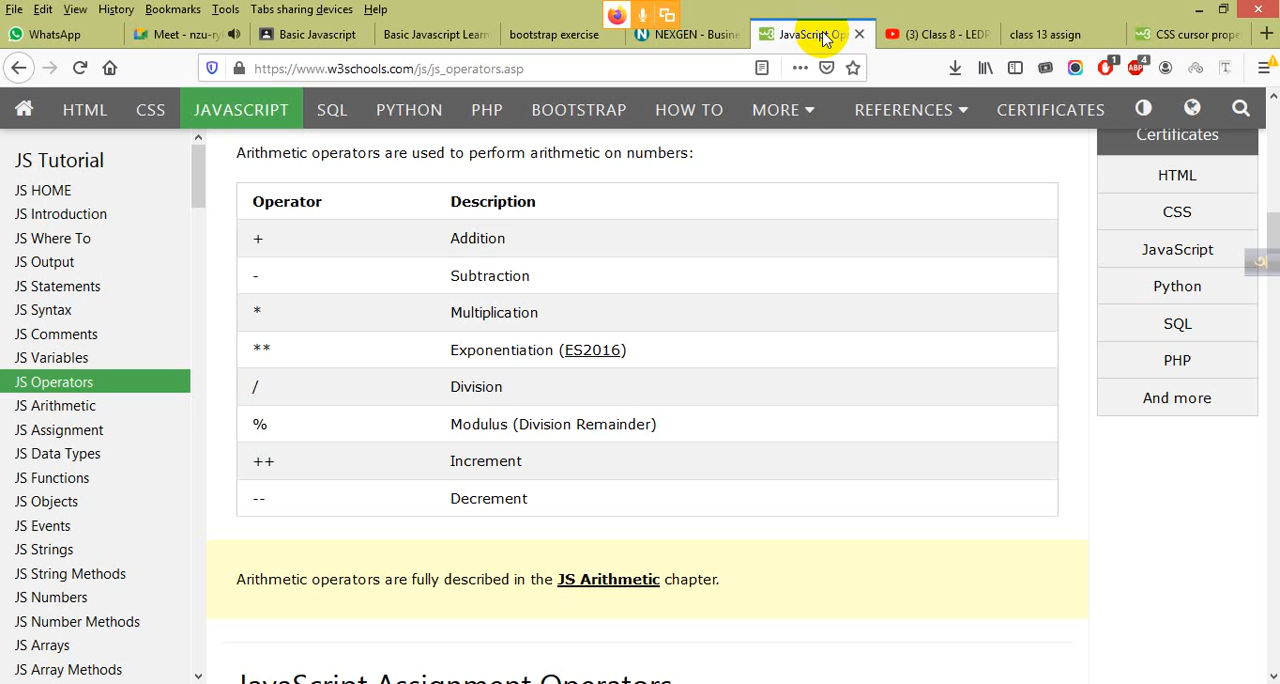 File Edit View History Bookmarks Tools Tabs sharing devices Help
WhatsApp Meet - nzu-ry Basic Javascript Basic Javascript Learn bootstrap exercise NEXGEN - Busine JavaScript Op (3) Class 8 - LEDP class 13 assign CSS cursor prope
https://www.w3schools.com/js/js_operators.asp 1 ABP 4
HTML CSS JAVASCRIPT SQL PYTHON PHP BOOTSTRAP HOW TO MORE REFERENCES CERTIFICATES
JS Tutorial
JS HOME
JS Introduction
JS Where To
JS Output
JS Statements
JS Syntax
JS Comments
JS Variables
JS Operators
JS Arithmetic
JS Assignment
JS Data Types
JS Functions
JS Objects
JS Events
JS Strings
JS String Methods
JS Numbers
JS Number Methods
JS Arrays
JS Array Methods
Arithmetic operators are used to perform arithmetic on numbers:
Operator Description
+ Addition
- Subtraction
* Multiplication
** Exponentiation (ES2016)
/ Division
% Modulus (Division Remainder)
++ Increment
-- Decrement
Arithmetic operators are fully described in the JS Arithmetic chapter.
JavaScript Assignment Operators
Certificates
HTML
CSS
JavaScript
Python
SQL
PHP
And more